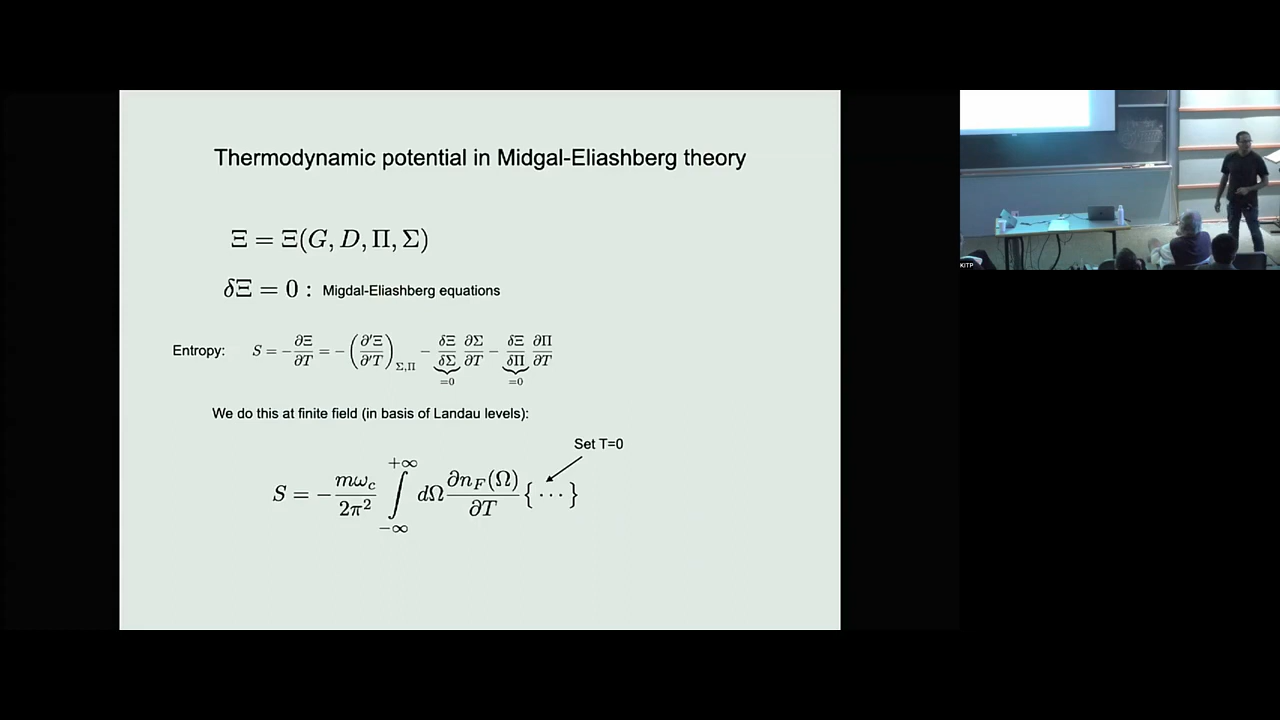 Thermodynamic potential in Midgal-Eliashberg theory
Ξ = Ξ(G, D, Π, Σ)
δΞ = 0 : Migdal-Eliashberg equations
Entropy: S = −∂Ξ/∂T = −(∂′Ξ/∂′T)_{Σ,Π} − δΞ/δΣ ∂Σ/∂T − δΞ/δΠ ∂Π/∂T
=0 =0
We do this at finite field (in basis of Landau levels):
Set T=0
S = −mω_c/2π² ∫_{−∞}^{+∞} dΩ ∂n_F(Ω)/∂T {···}
KITP